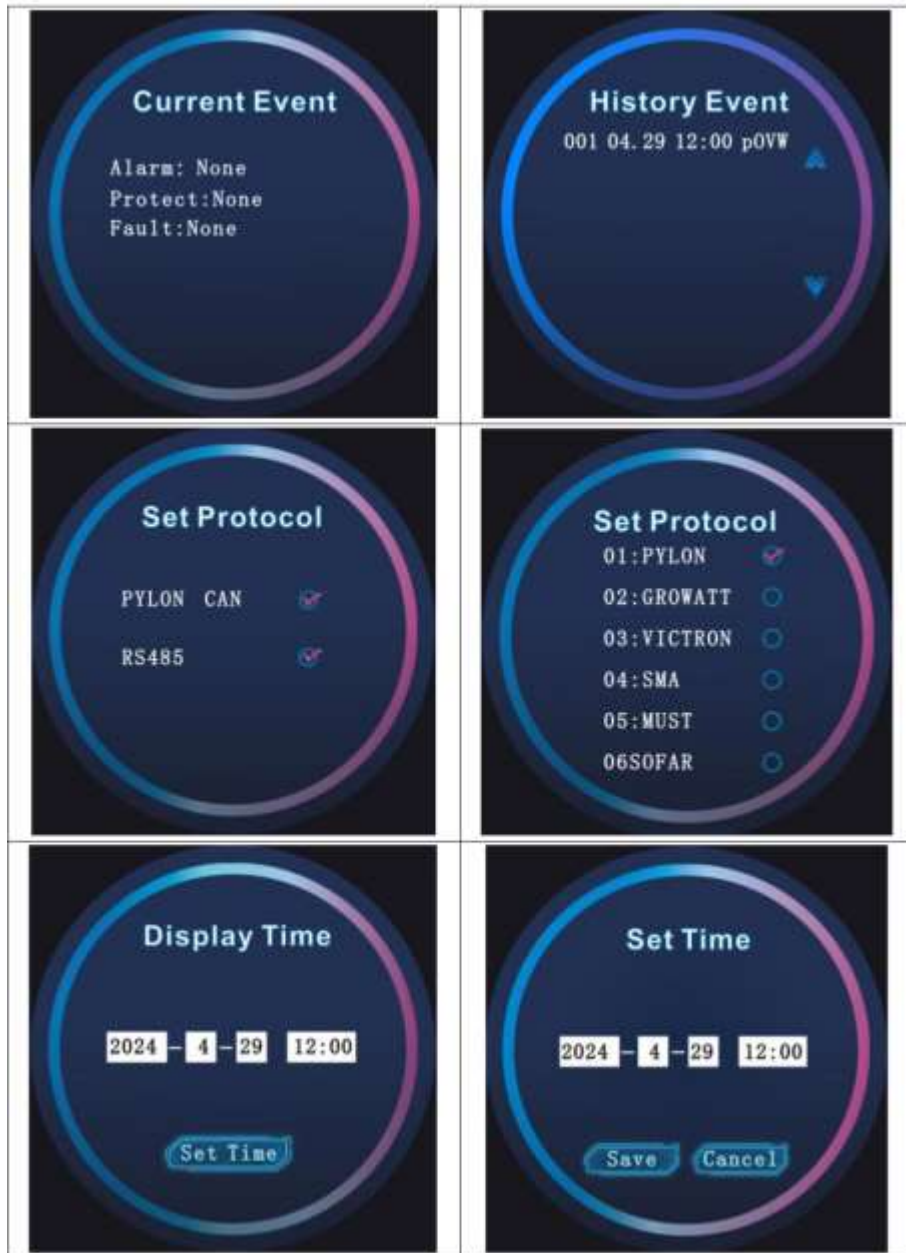 Current Event
Alarm: None
Protect:None
Fault:None
History Event
001 04.29 12:00 pOVW
Set Protocol
PYLON CAN
RS485
Set Protocol
01:PYLON
02:GROWATT
03:VICTRON
04:SMA
05:MUST
06SOFAR
Display Time
2024 - 4 - 29 12:00
Set Time
Set Time
2024 - 4 - 29 12:00
Save Cancel